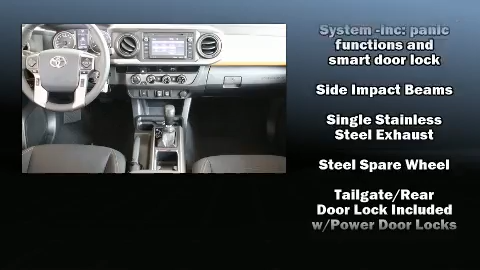 System -inc: panic
functions and
smart door lock
Side Impact Beams
Single Stainless
Steel Exhaust
Steel Spare Wheel
Tailgate/Rear
Door Lock Included
w/Power Door Locks